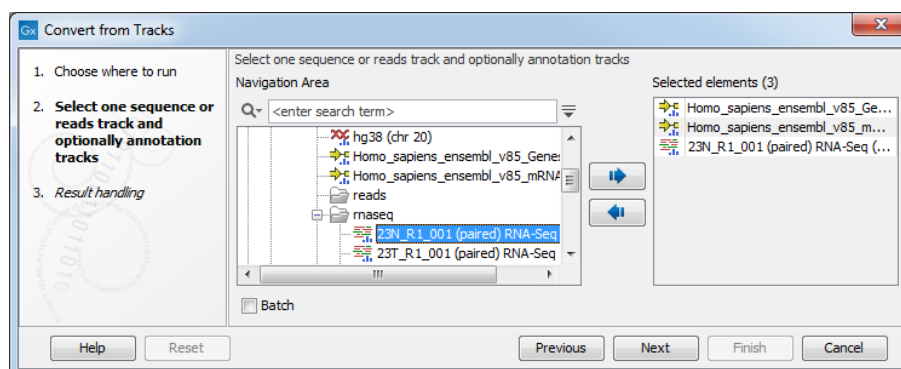 Gx Convert from Tracks
1. Choose where to run
2. Select one sequence or
reads track and
optionally annotation
tracks
3. Result handling
Select one sequence or reads track and optionally annotation tracks
Navigation Area
<enter search term>
hg38 (chr 20)
Homo_sapiens_ensembl_v85_Genes
Homo_sapiens_ensembl_v85_mRNA
reads
rnaseq
23N_R1_001 (paired) RNA-Seq
23T_R1_001 (paired) RNA-Seq
Batch
Selected elements (3)
Homo_sapiens_ensembl_v85_Ge...
Homo_sapiens_ensembl_v85_m...
23N_R1_001 (paired) RNA-Seq (...
Help
Reset
Previous
Next
Finish
Cancel